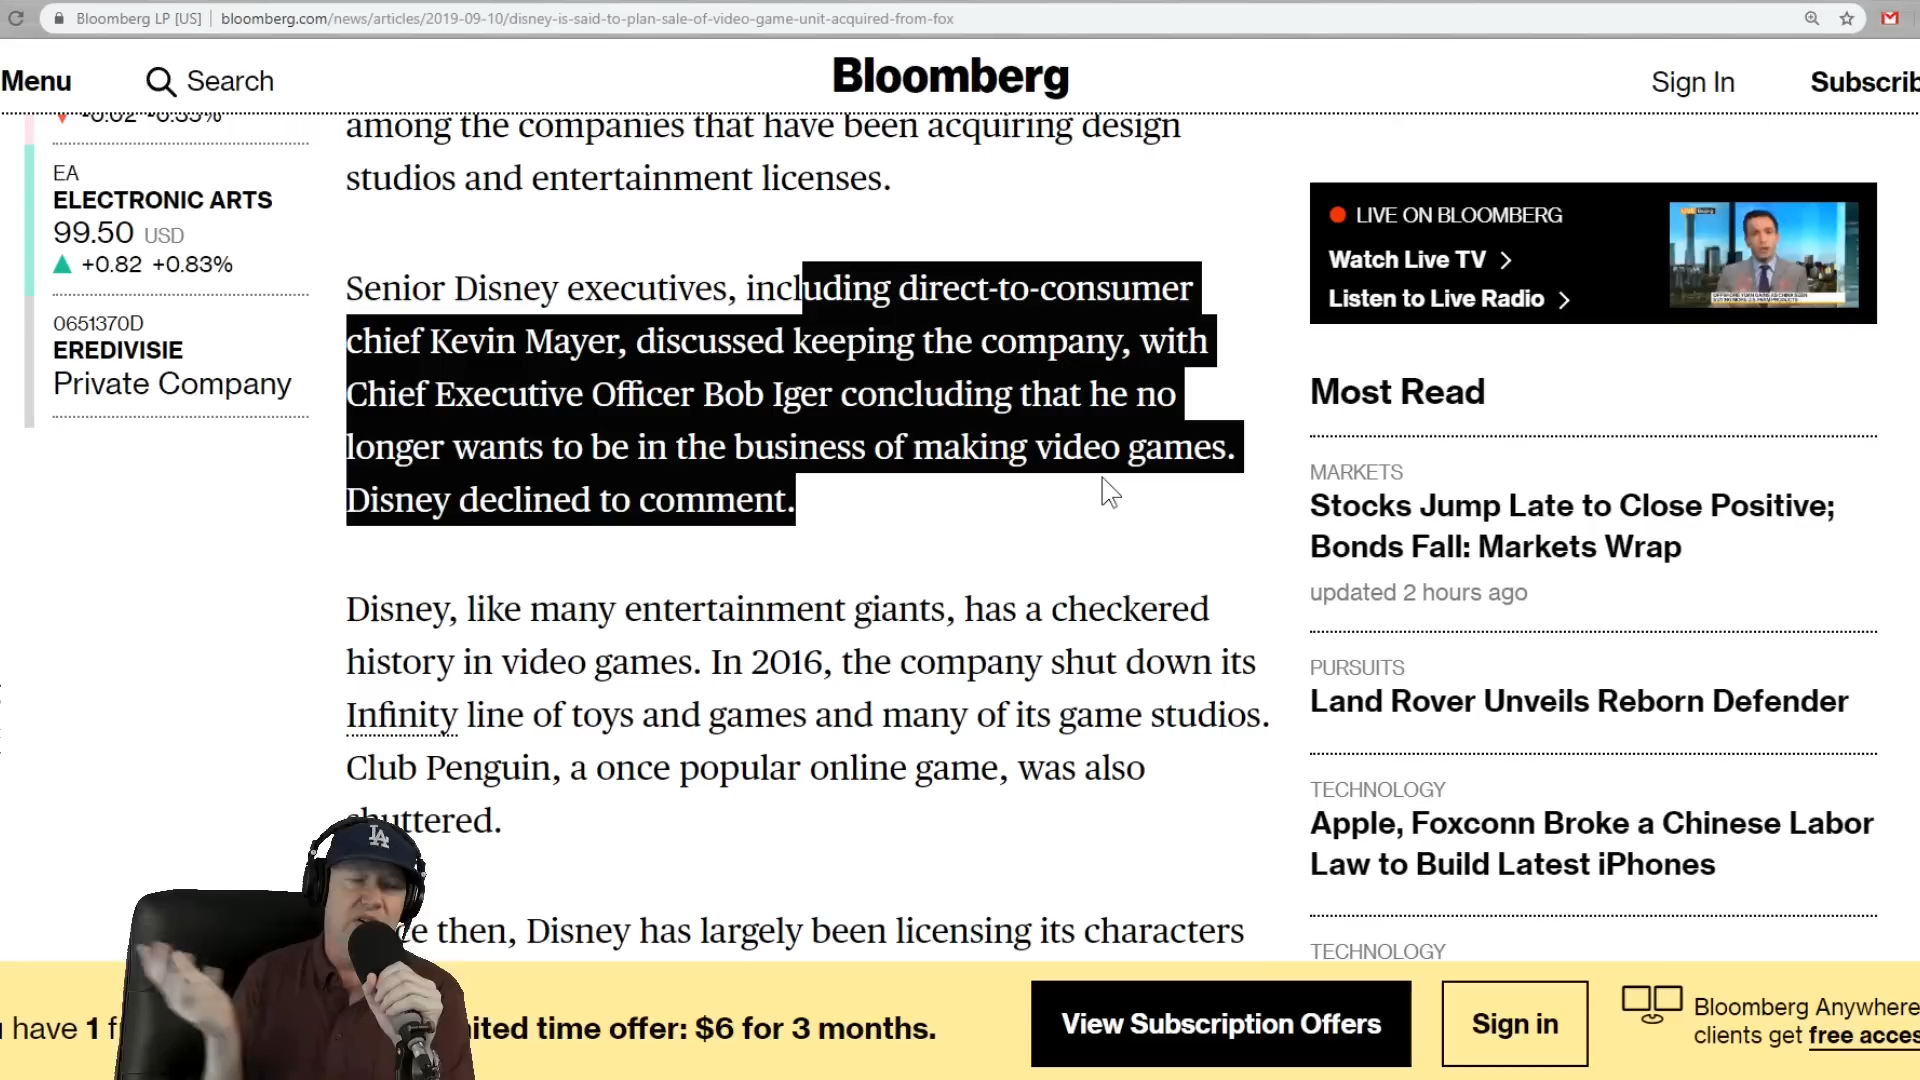 Bloomberg LP [US] | bloomberg.com/news/articles/2019-09-10/disney-is-said-to-plan-sale-of-video-game-unit-acquired-from-fox
Menu
Search
Bloomberg
Sign In
Subscrib
-0.02 -0.35%
EA
ELECTRONIC ARTS
99.50 USD
+0.82 +0.83%
0651370D
EREDIVISIE
Private Company
among the companies that have been acquiring design
studios and entertainment licenses.
Senior Disney executives, including direct-to-consumer
chief Kevin Mayer, discussed keeping the company, with
Chief Executive Officer Bob Iger concluding that he no
longer wants to be in the business of making video games.
Disney declined to comment.
Disney, like many entertainment giants, has a checkered
history in video games. In 2016, the company shut down its
Infinity line of toys and games and many of its game studios.
Club Penguin, a once popular online game, was also
shuttered.
ce then, Disney has largely been licensing its characters
LIVE ON BLOOMBERG
Watch Live TV
Listen to Live Radio
Most Read
MARKETS
Stocks Jump Late to Close Positive;
Bonds Fall: Markets Wrap
updated 2 hours ago
PURSUITS
Land Rover Unveils Reborn Defender
TECHNOLOGY
Apple, Foxconn Broke a Chinese Labor
Law to Build Latest iPhones
TECHNOLOGY
LA
have 1 f
ited time offer: $6 for 3 months.
View Subscription Offers
Sign in
Bloomberg Anywhere
clients get free acces